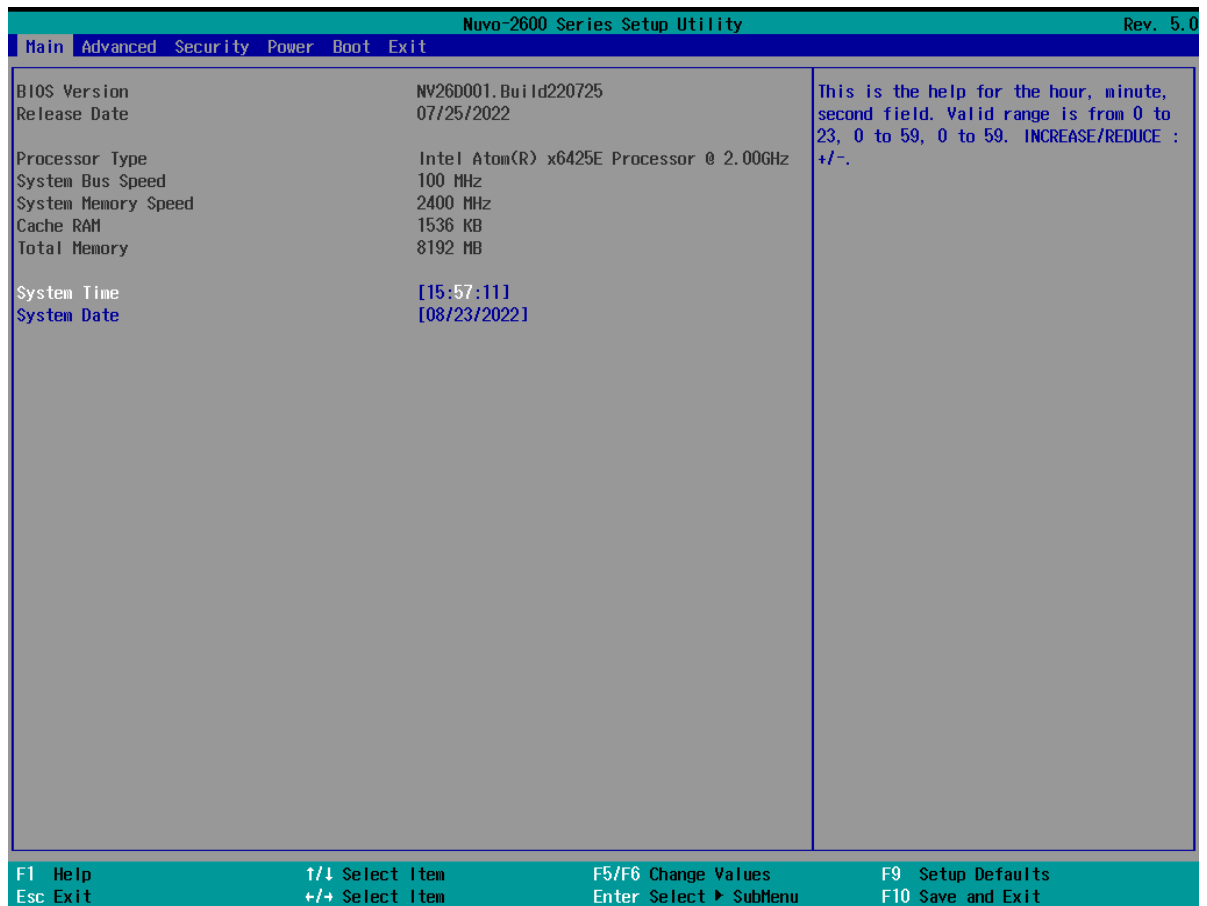 Nuvo-2600 Series Setup Utility Rev. 5.0
Main Advanced Security Power Boot Exit
BIOS Version NV26D001.Build220725
Release Date 07/25/2022
Processor Type Intel Atom(R) x6425E Processor @ 2.00GHz
System Bus Speed 100 MHz
System Memory Speed 2400 MHz
Cache RAM 1536 KB
Total Memory 8192 MB
System Time [15:57:11]
System Date [08/23/2022]
This is the help for the hour, minute,
second field. Valid range is from 0 to
23, 0 to 59, 0 to 59. INCREASE/REDUCE :
+/-.
F1 Help ↑/↓ Select Item F5/F6 Change Values F9 Setup Defaults
Esc Exit ←/→ Select Item Enter Select ▶ SubMenu F10 Save and Exit